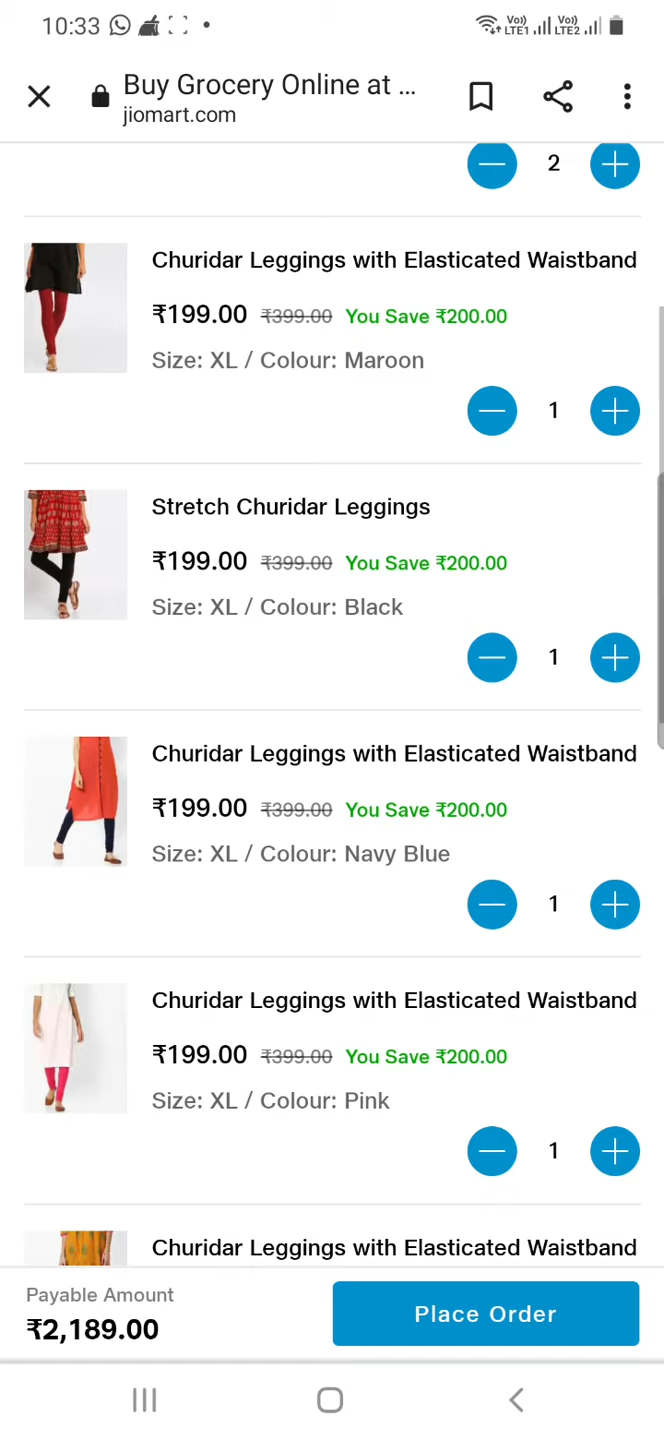 10:33
Vo)) LTE1 Vo)) LTE2
Buy Grocery Online at ...
jiomart.com
2
Churidar Leggings with Elasticated Waistband
₹199.00 ₹399.00 You Save ₹200.00
Size: XL / Colour: Maroon
1
Stretch Churidar Leggings
₹199.00 ₹399.00 You Save ₹200.00
Size: XL / Colour: Black
1
Churidar Leggings with Elasticated Waistband
₹199.00 ₹399.00 You Save ₹200.00
Size: XL / Colour: Navy Blue
1
Churidar Leggings with Elasticated Waistband
₹199.00 ₹399.00 You Save ₹200.00
Size: XL / Colour: Pink
1
Churidar Leggings with Elasticated Waistband
Payable Amount
₹2,189.00
Place Order